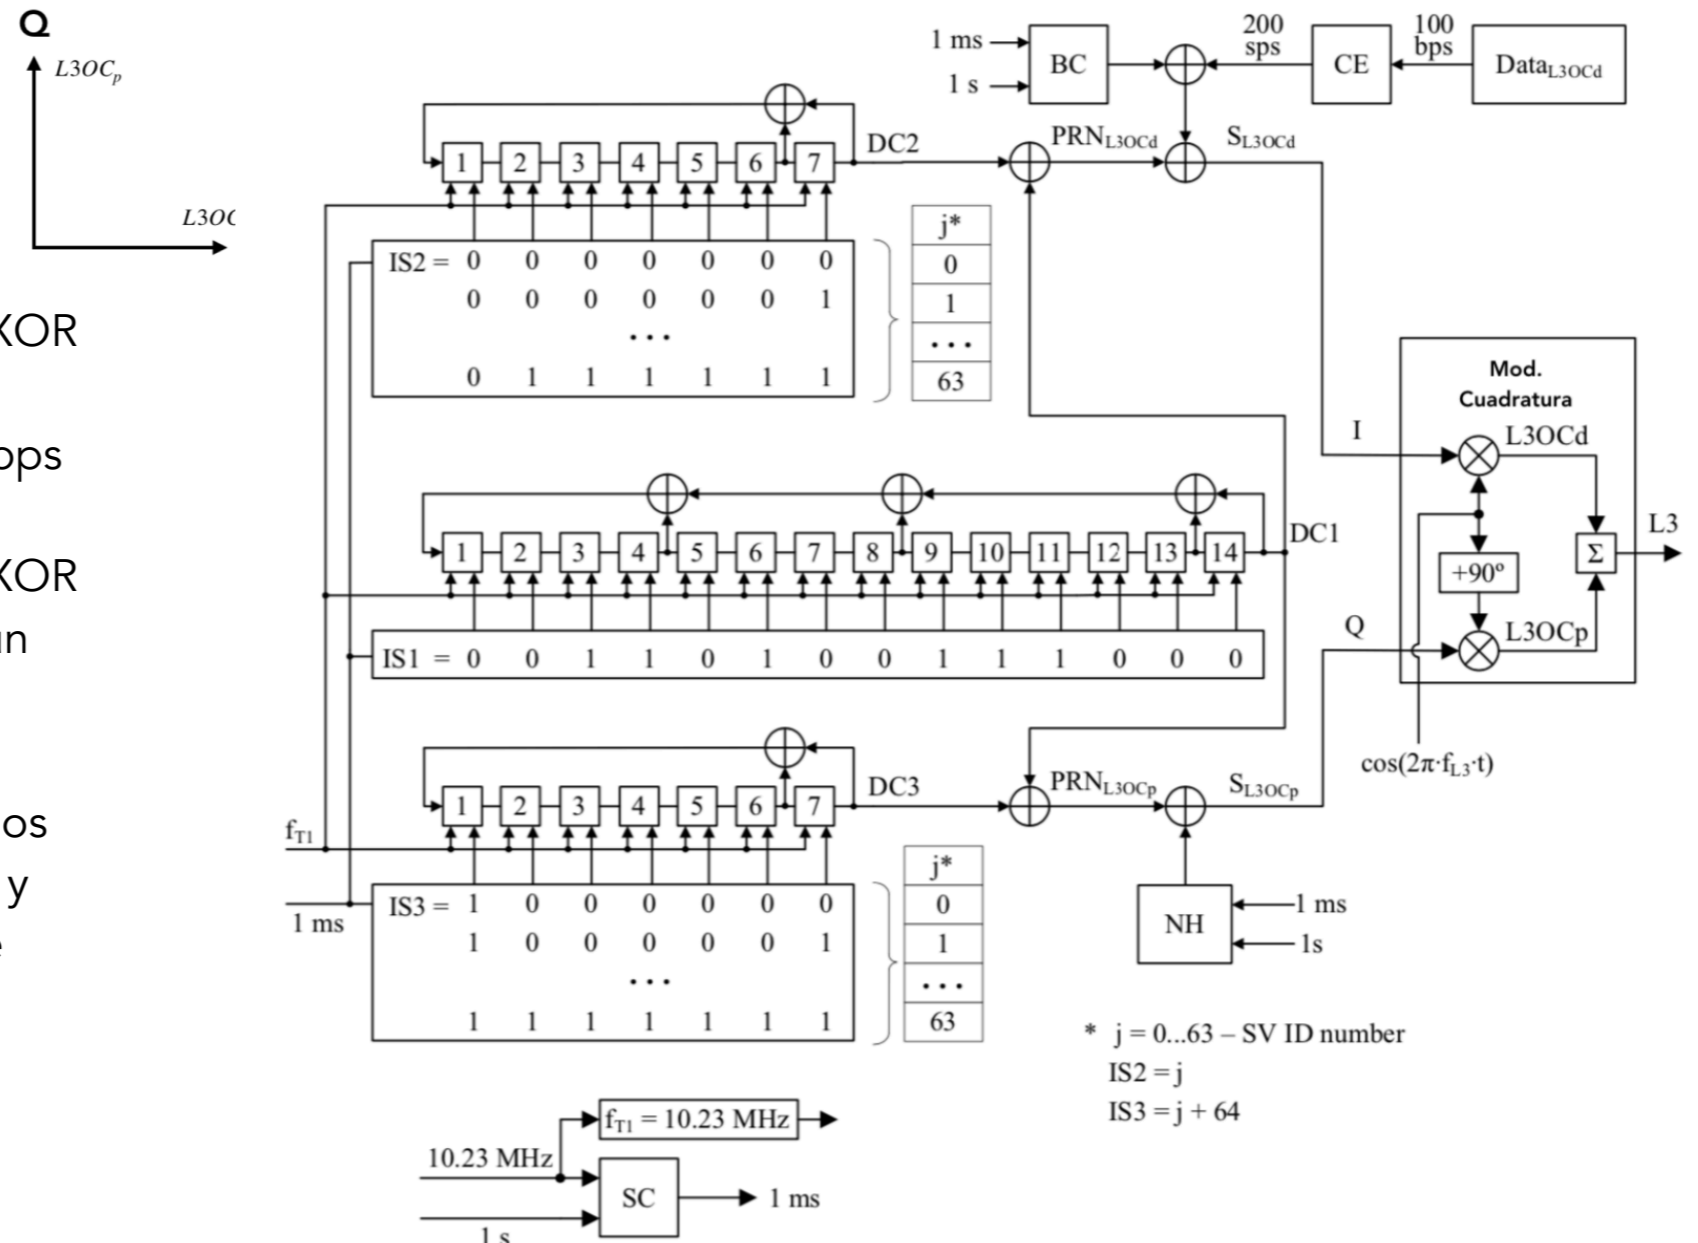 Q
L3OCp
L3OC
XOR
XOR
y
1 ms
1 s
BC
200 sps
CE
100 bps
DataL3OCd
1 2 3 4 5 6 7
DC2
PRNL3OCd
SL3OCd
IS2 = 0 0 0 0 0 0 0
0 0 0 0 0 0 1
...
0 1 1 1 1 1 1
j*
0
1
...
63
Mod.
Cuadratura
I
L3OCd
+90º
Σ
L3
Q
L3OCp
cos(2π·fL3·t)
1 2 3 4 5 6 7 8 9 10 11 12 13 14
DC1
IS1 = 0 0 1 1 0 1 0 0 1 1 1 0 0 0
1 2 3 4 5 6 7
DC3
PRNL3OCp
SL3OCp
fT1
1 ms
IS3 = 1 0 0 0 0 0 0
1 0 0 0 0 0 1
...
1 1 1 1 1 1 1
j*
0
1
...
63
NH
1 ms
1s
* j = 0...63 – SV ID number
IS2 = j
IS3 = j + 64
fT1 = 10.23 MHz
10.23 MHz
SC
1 ms
1 s